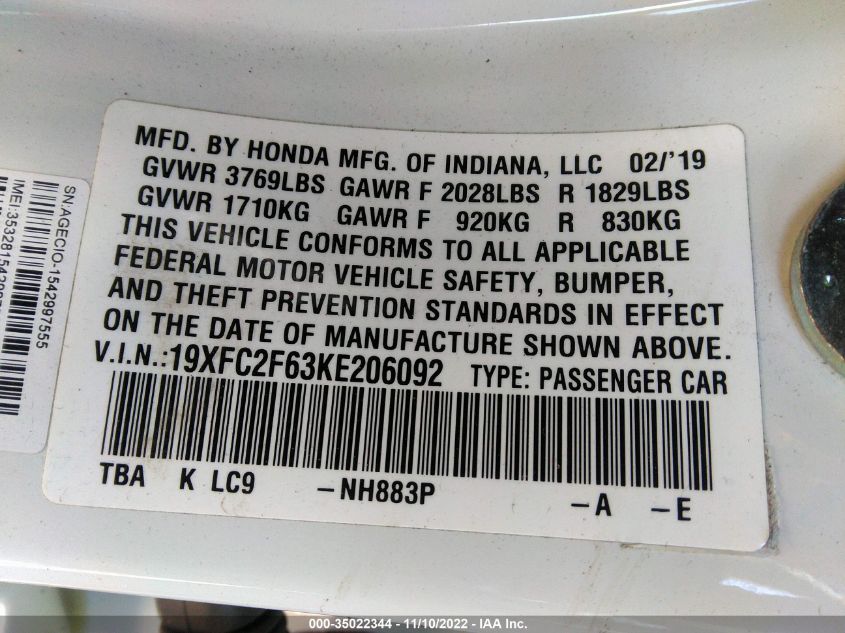 MFD. BY HONDA MFG. OF INDIANA, LLC 02/'19
GVWR 3769LBS GAWR F 2028LBS R 1829LBS
GVWR 1710KG GAWR F 920KG R 830KG
THIS VEHICLE CONFORMS TO ALL APPLICABLE
FEDERAL MOTOR VEHICLE SAFETY, BUMPER,
AND THEFT PREVENTION STANDARDS IN EFFECT
ON THE DATE OF MANUFACTURE SHOWN ABOVE.
V.I.N.:19XFC2F63KE206092 TYPE: PASSENGER CAR
TBA K LC9 -NH883P -A -E
SN:AGECIO-1542997555
000-35022344 - 11/10/2022 - IAA Inc.